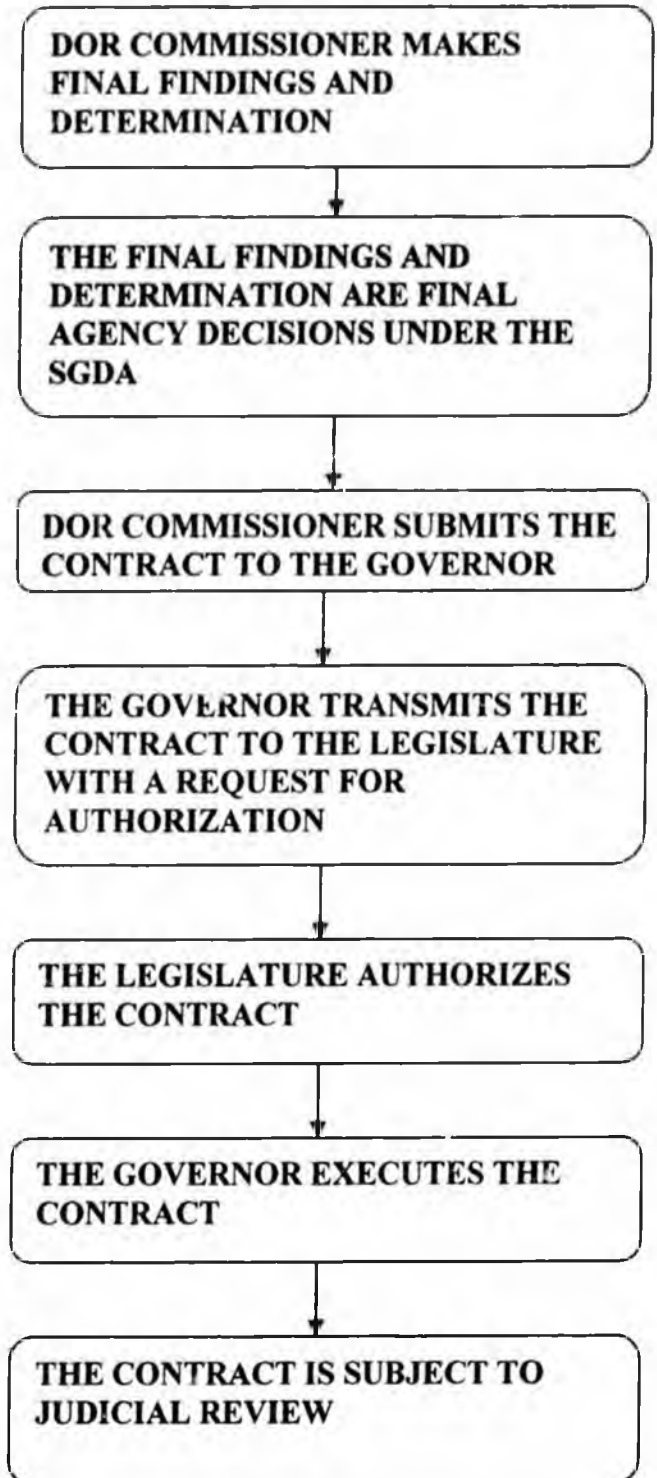 DOR COMMISSIONER MAKES
FINAL FINDINGS AND
DETERMINATION
THE FINAL FINDINGS AND
DETERMINATION ARE FINAL
AGENCY DECISIONS UNDER THE
SGDA
DOR COMMISSIONER SUBMITS THE
CONTRACT TO THE GOVERNOR
THE GOVERNOR TRANSMITS THE
CONTRACT TO THE LEGISLATURE
WITH A REQUEST FOR
AUTHORIZATION
THE LEGISLATURE AUTHORIZES
THE CONTRACT
THE GOVERNOR EXECUTES THE
CONTRACT
THE CONTRACT IS SUBJECT TO
JUDICIAL REVIEW